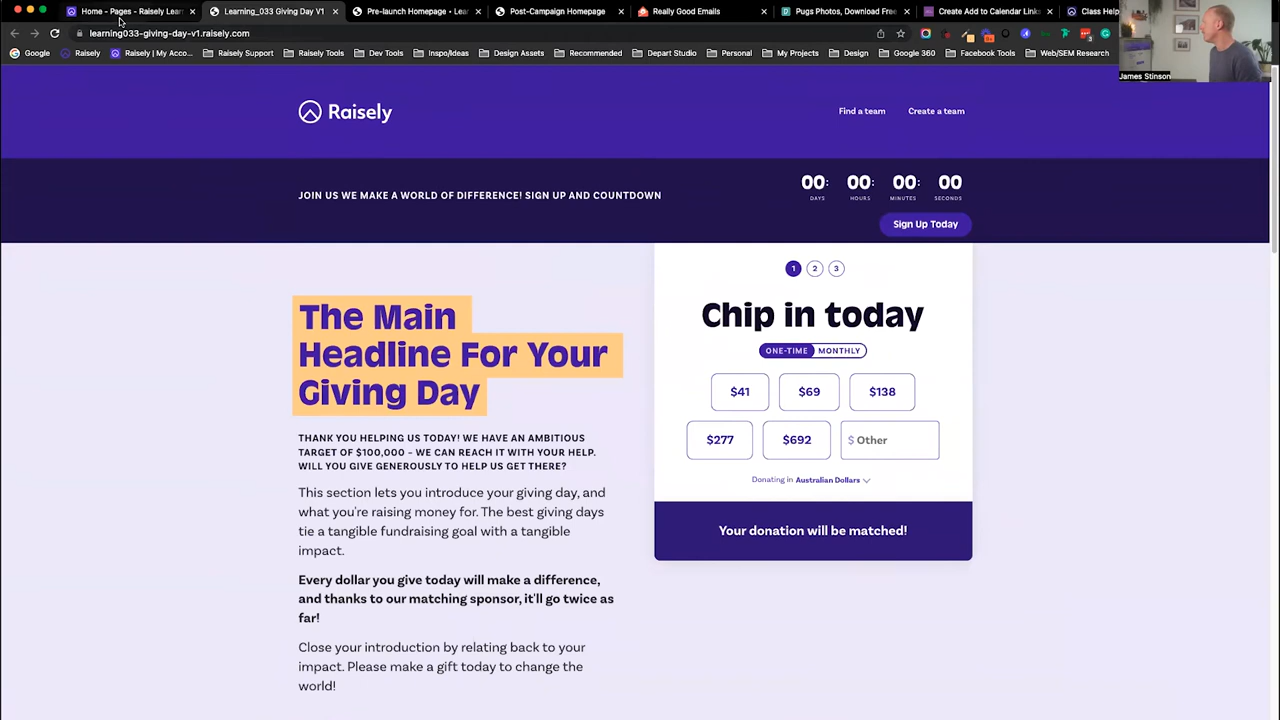 Home - Pages - Raisely Learn
Learning_033 Giving Day V1
Pre-launch Homepage - Lear
Post-Campaign Homepage
Really Good Emails
Pugs Photos, Download
Create Add to Calendar Links
Class Help
learning033-giving-day-v1.raisely.com
Google
Raisely
Raisely | My Acco...
Raisely Support
Raisely Tools
Dev Tools
Inspo/Ideas
Campaign Assets
Recommended
Depart Studio
Personal
My Projects
Design
Google 360
Facebook Tools
Web/SEM Research
James Stinson
Raisely
Find a team
Create a team
JOIN US WE MAKE A WORLD OF DIFFERENCE! SIGN UP AND COUNTDOWN
00: 00: 00: 00
DAYS HOURS MINUTES SECONDS
Sign Up Today
The Main
Headline For Your
Giving Day
THANK YOU HELPING US TODAY! WE HAVE AN AMBITIOUS
TARGET OF $100,000 – WE CAN REACH IT WITH YOUR HELP.
WILL YOU GIVE GENEROUSLY TO HELP US GET THERE?
This section lets you introduce your giving day, and
what you're raising money for. The best giving days
tie a tangible fundraising goal with a tangible
impact.
Every dollar you give today will make a difference,
and thanks to our matching sponsor, it'll go twice as
far!
Close your introduction by relating back to your
impact. Please make a gift today to change the
world!
1 2 3
Chip in today
ONE-TIME MONTHLY
$41 $69 $138
$277 $692 $ Other
Donating in Australian Dollars
Your donation will be matched!